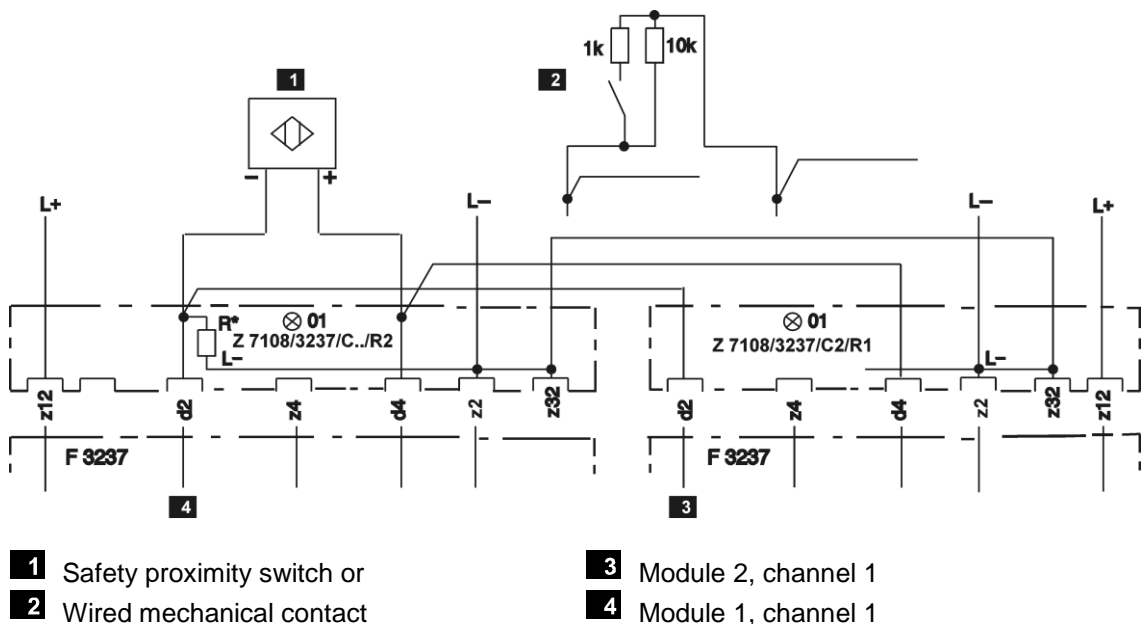 1k 10k
1 2
- +
L+ L- L- L+
R* 01 01
Z 7108/3237/C../R2 Z 7108/3237/C2/R1
L- L-
z12 d2 z4 d4 z2 z32 d2 z4 d4 z2 z32 z12
F 3237 F 3237
4 3
1 Safety proximity switch or
2 Wired mechanical contact
3 Module 2, channel 1
4 Module 1, channel 1